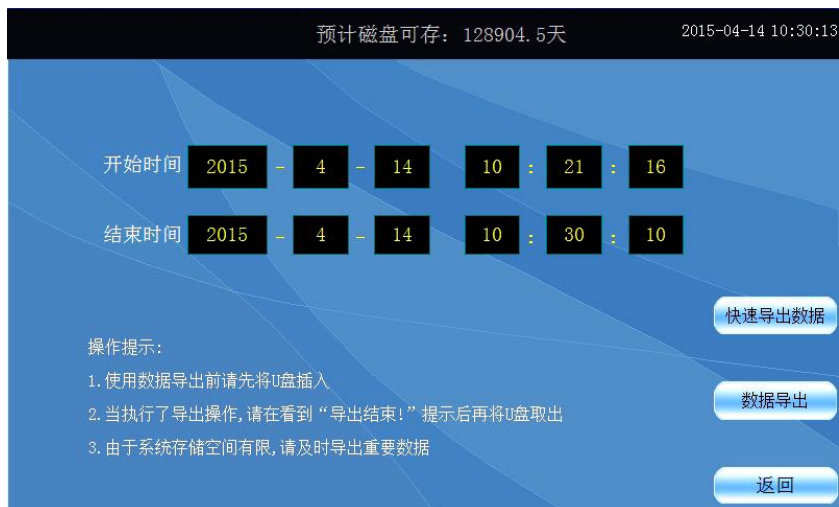 预计磁盘可存：128904.5天 2015-04-14 10:30:13
开始时间 2015 - 4 - 14 10 : 21 : 16
结束时间 2015 - 4 - 14 10 : 30 : 10
快速导出数据
操作提示:
1.使用数据导出前请先将U盘插入
2.当执行了导出操作,请在看到“导出结束!”提示后再将U盘取出
3.由于系统存储空间有限,请及时导出重要数据
数据导出
返回